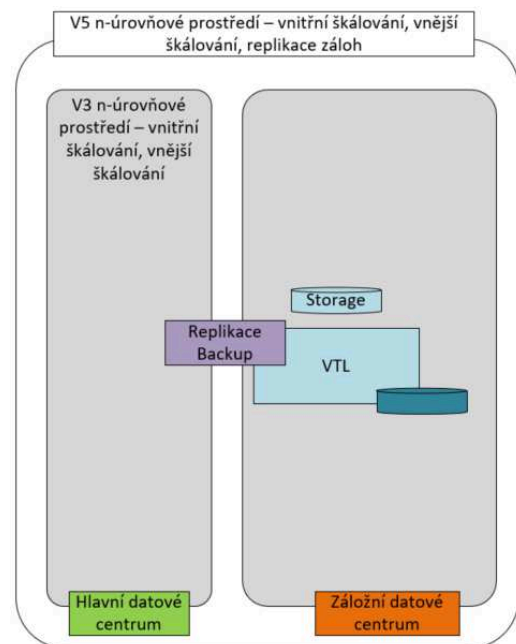 V5 n-úrovňové prostředí – vnitřní škálování, vnější
škálování, replikace záloh
V3 n-úrovňové
prostředí – vnitřní
škálování, vnější
škálování
Storage
Replikace
Backup
VTL
Hlavní datové
centrum
Záložní datové
centrum